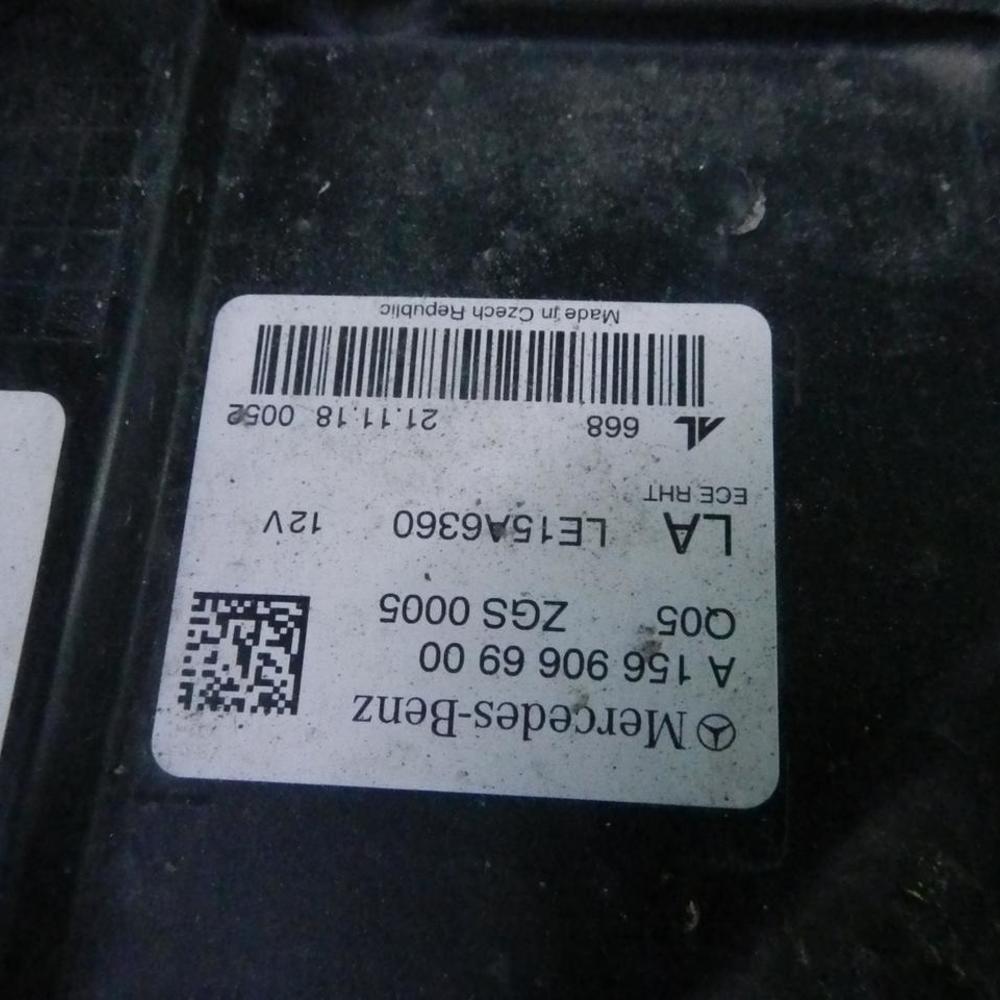 Mercedes-Benz
A 156 906 69 00
Q05 ZGS 0005
LA LE15A6360 12V
ECE RHT
AL 668 21.11.18 0052
Made in Czech Republic